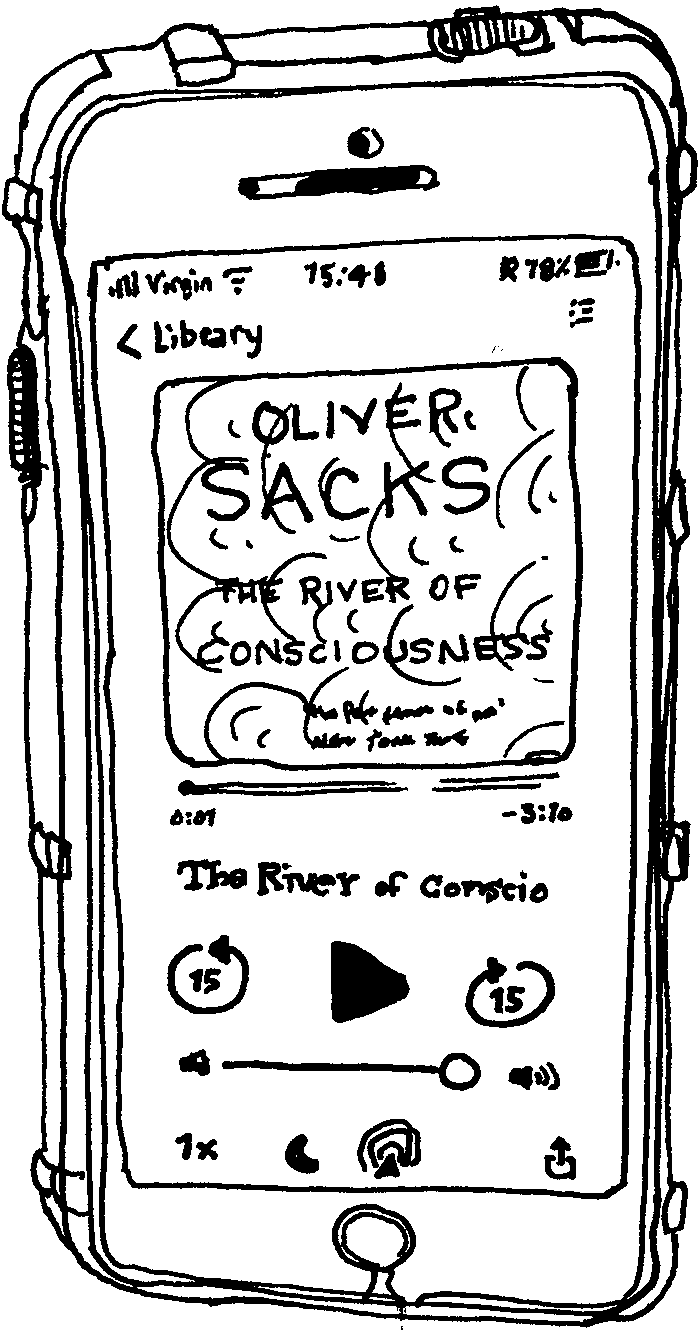 Virgin 15:48 78%
< Library
OLIVER
SACKS
THE RIVER OF
CONSCIOUSNESS
0:01 -3:10
The River of Conscio
15 15
1x